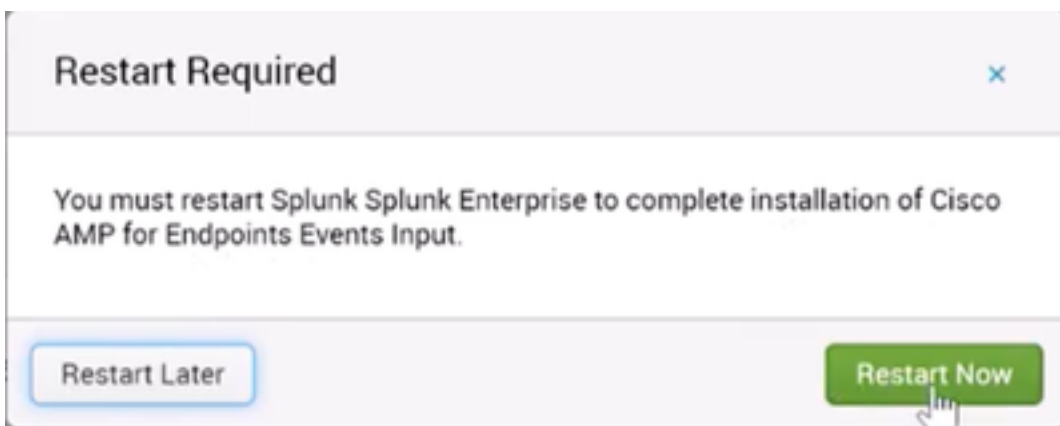 Restart Required ×
You must restart Splunk Splunk Enterprise to complete installation of Cisco
AMP for Endpoints Events Input.
Restart Later
Restart Now